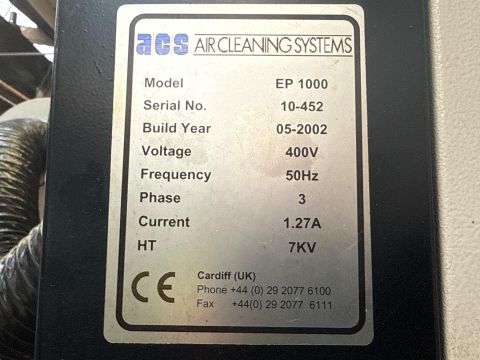 acs AIR CLEANING SYSTEMS
Model EP 1000
Serial No. 10-452
Build Year 05-2002
Voltage 400V
Frequency 50Hz
Phase 3
Current 1.27A
HT 7KV
CE Cardiff (UK)
Phone +44 (0) 29 2077 6100
Fax +44(0) 29 2077 6111